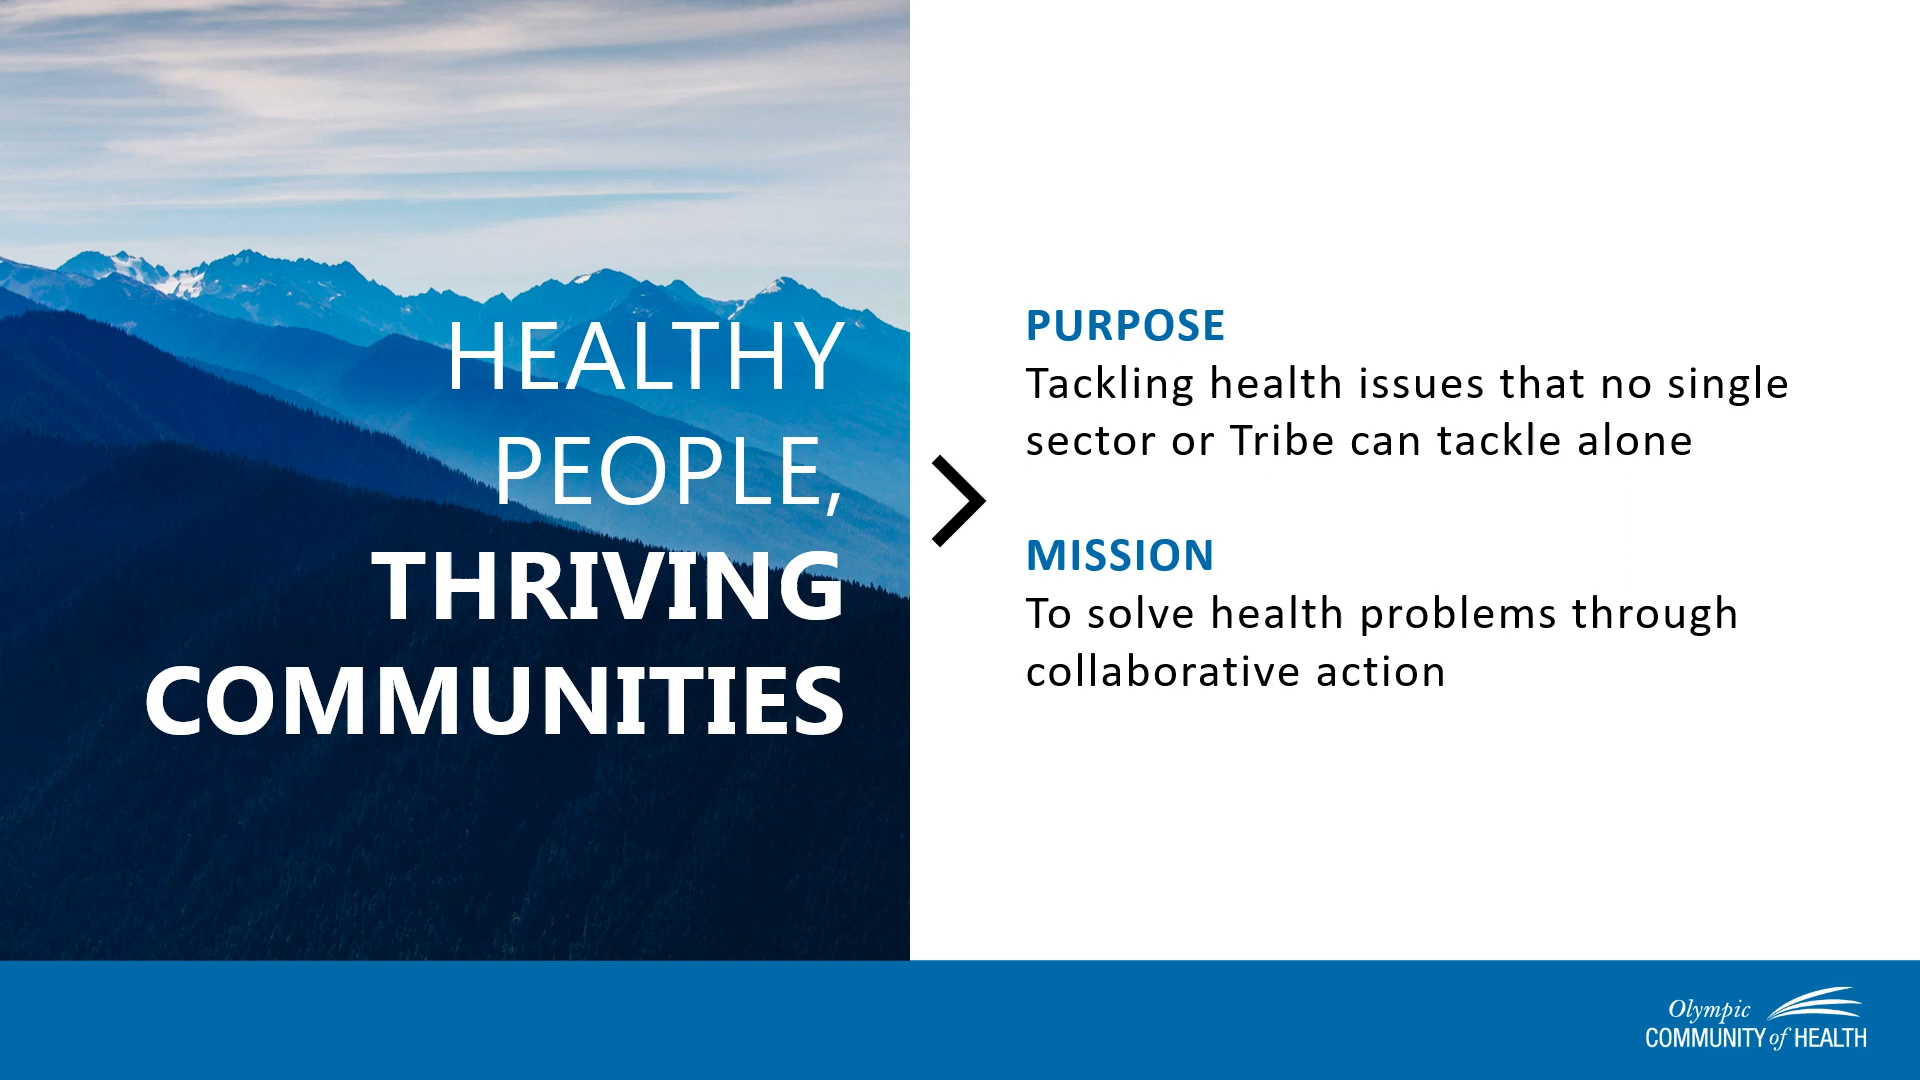 HEALTHY
PEOPLE,
THRIVING
COMMUNITIES
PURPOSE
Tackling health issues that no single
sector or Tribe can tackle alone
MISSION
To solve health problems through
collaborative action
Olympic
COMMUNITY of HEALTH